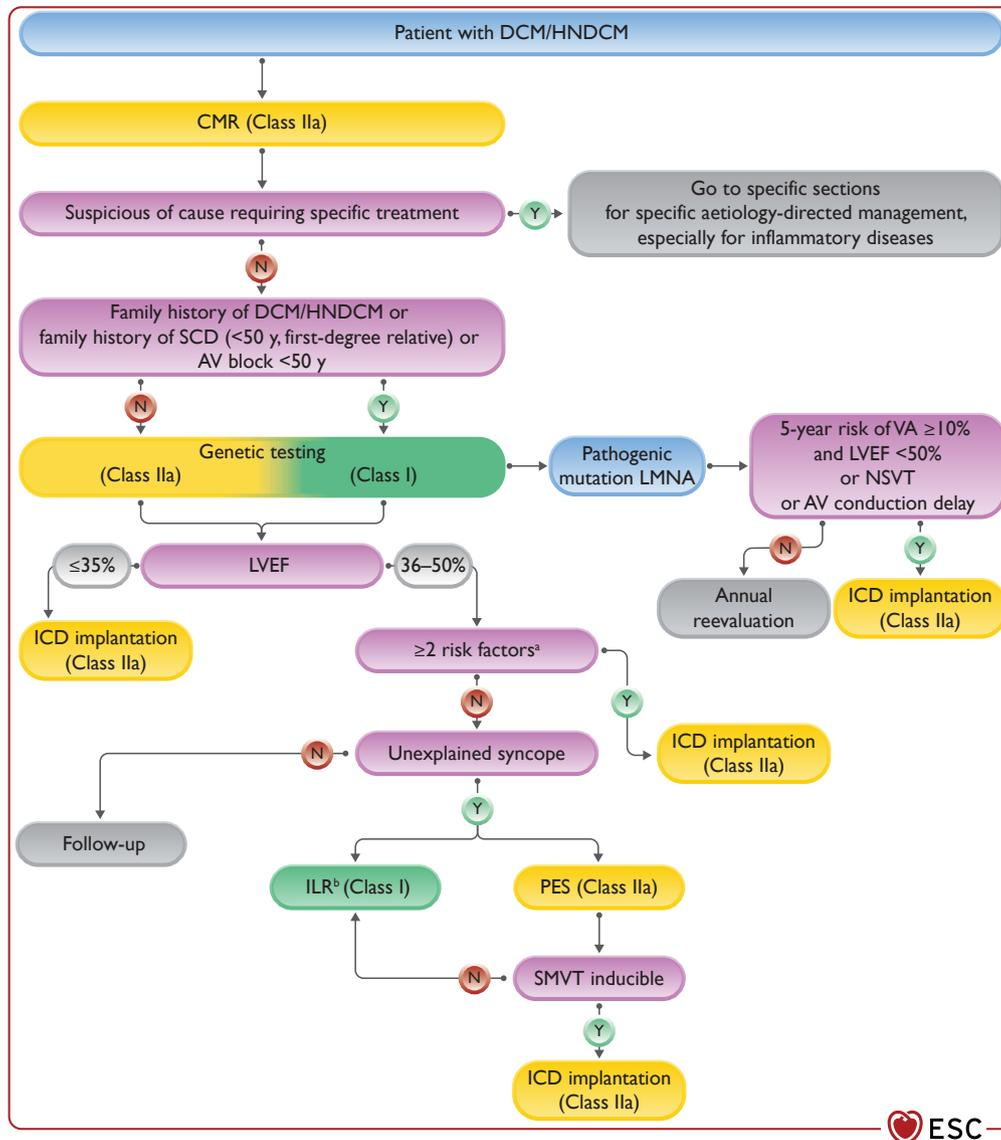 Patient with DCM/HNDCM
CMR (Class IIa)
Suspicious of cause requiring specific treatment
Y
Go to specific sections
for specific aetiology-directed management,
especially for inflammatory diseases
N
Family history of DCM/HNDCM or
family history of SCD (<50 y, first-degree relative) or
AV block <50 y
N
Y
Genetic testing
(Class IIa)
(Class I)
Pathogenic
mutation LMNA
5-year risk of VA ≥10%
and LVEF <50%
or NSVT
or AV conduction delay
N
Y
Annual
reevaluation
ICD implantation
(Class IIa)
≤35%
LVEF
36–50%
ICD implantation
(Class IIa)
≥2 risk factorsᵃ
N
Y
ICD implantation
(Class IIa)
Unexplained syncope
N
Y
Follow-up
ILRᵇ (Class I)
PES (Class IIa)
SMVT inducible
N
Y
ICD implantation
(Class IIa)
ESC